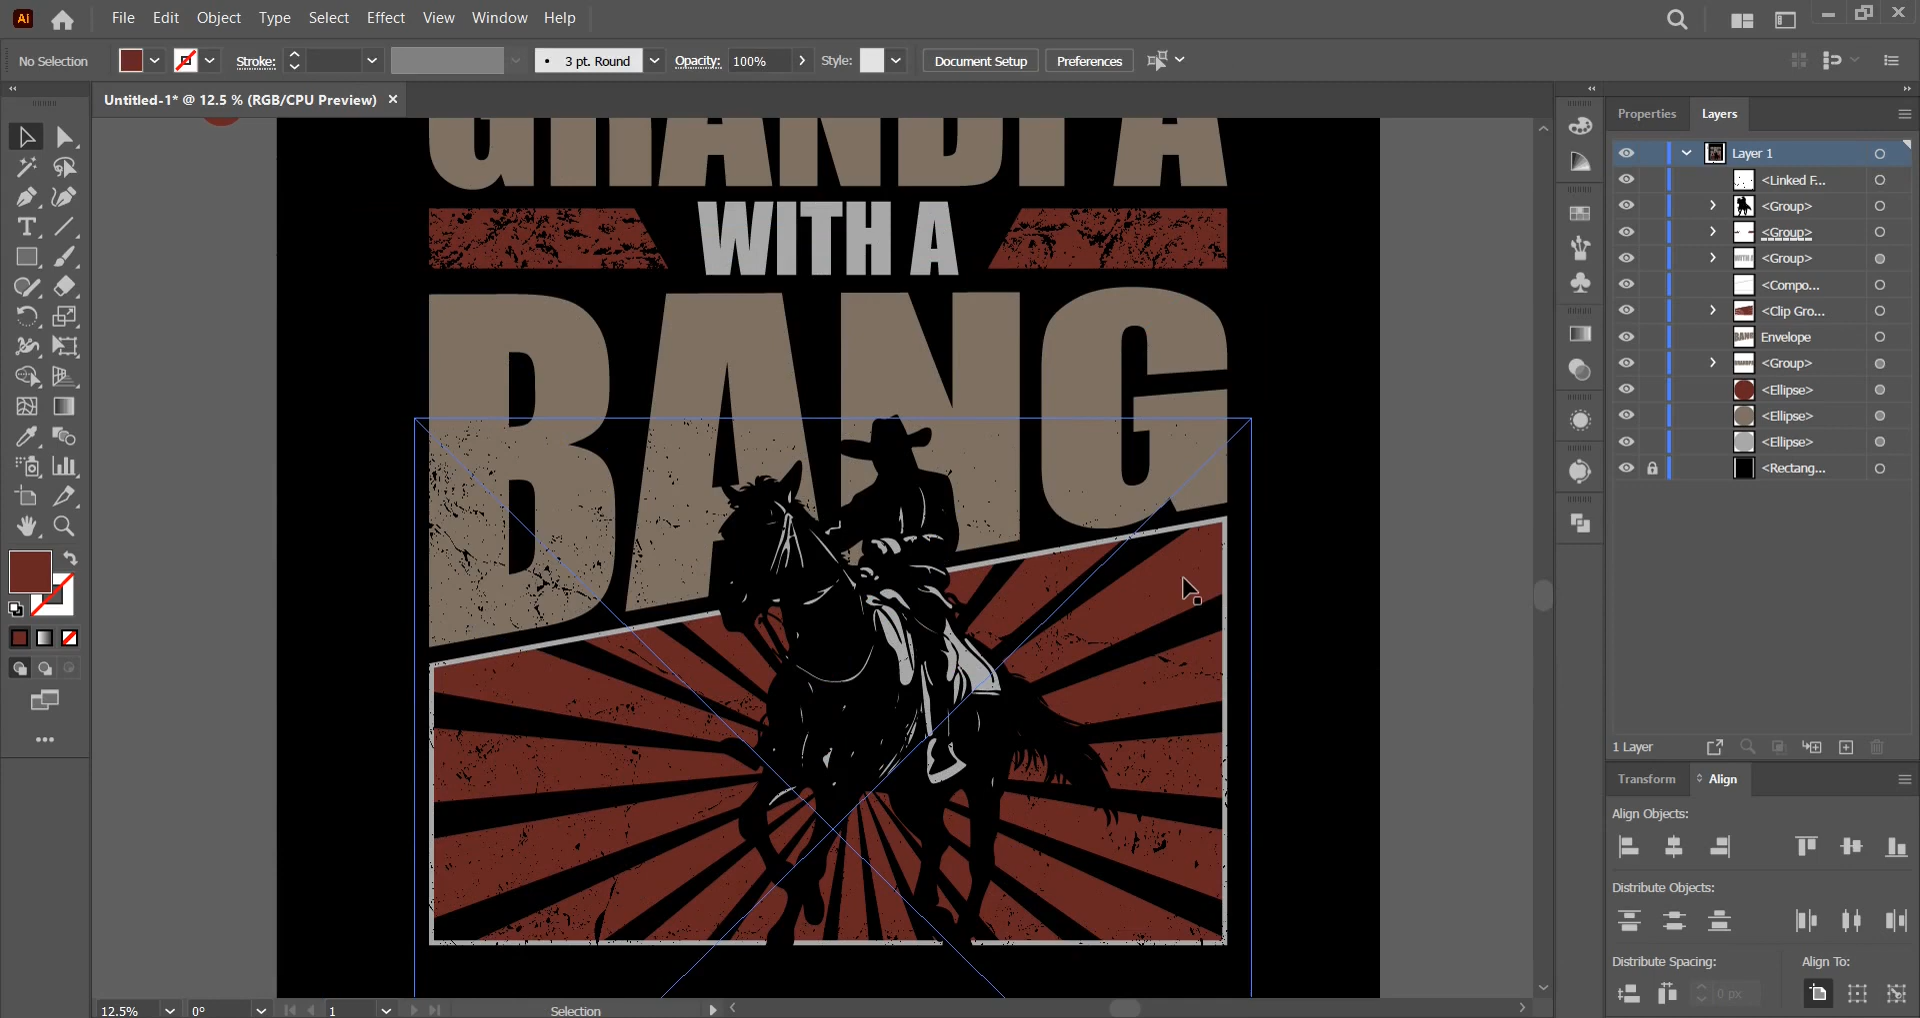 Ai File Edit Object Type Select Effect View Window Help
No Selection Stroke: 3 pt. Round Opacity: 100% Style: Document Setup Preferences
Untitled-1* @ 12.5 % (RGB/CPU Preview)
Properties Layers
Layer 1
<Linked F...
<Group>
<Group>
<Group>
<Compo...
<Clip Gro...
Envelope
<Group>
<Ellipse>
<Ellipse>
<Ellipse>
<Rectang...
GRANDPA
WITH A
BANG
1 Layer
Transform Align
Align Objects:
Distribute Objects:
Distribute Spacing: Align To:
0 px
12.5% 0° 1 Selection